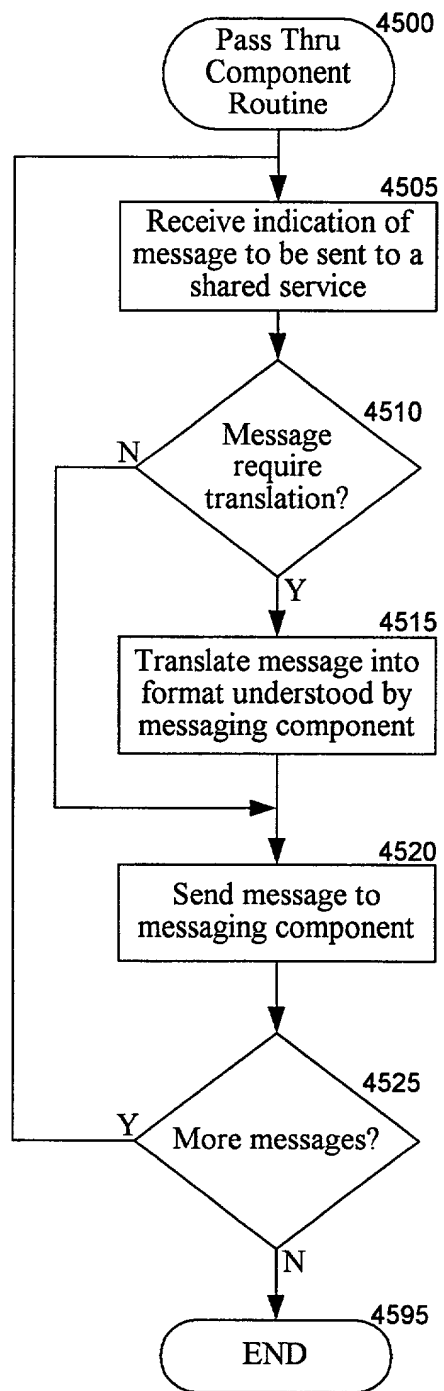 4500
Pass Thru
Component
Routine
4505
Receive indication of
message to be sent to a
shared service
4510
Message
require
translation?
N
Y
4515
Translate message into
format understood by
messaging component
4520
Send message to
messaging component
4525
More messages?
Y
N
4595
END